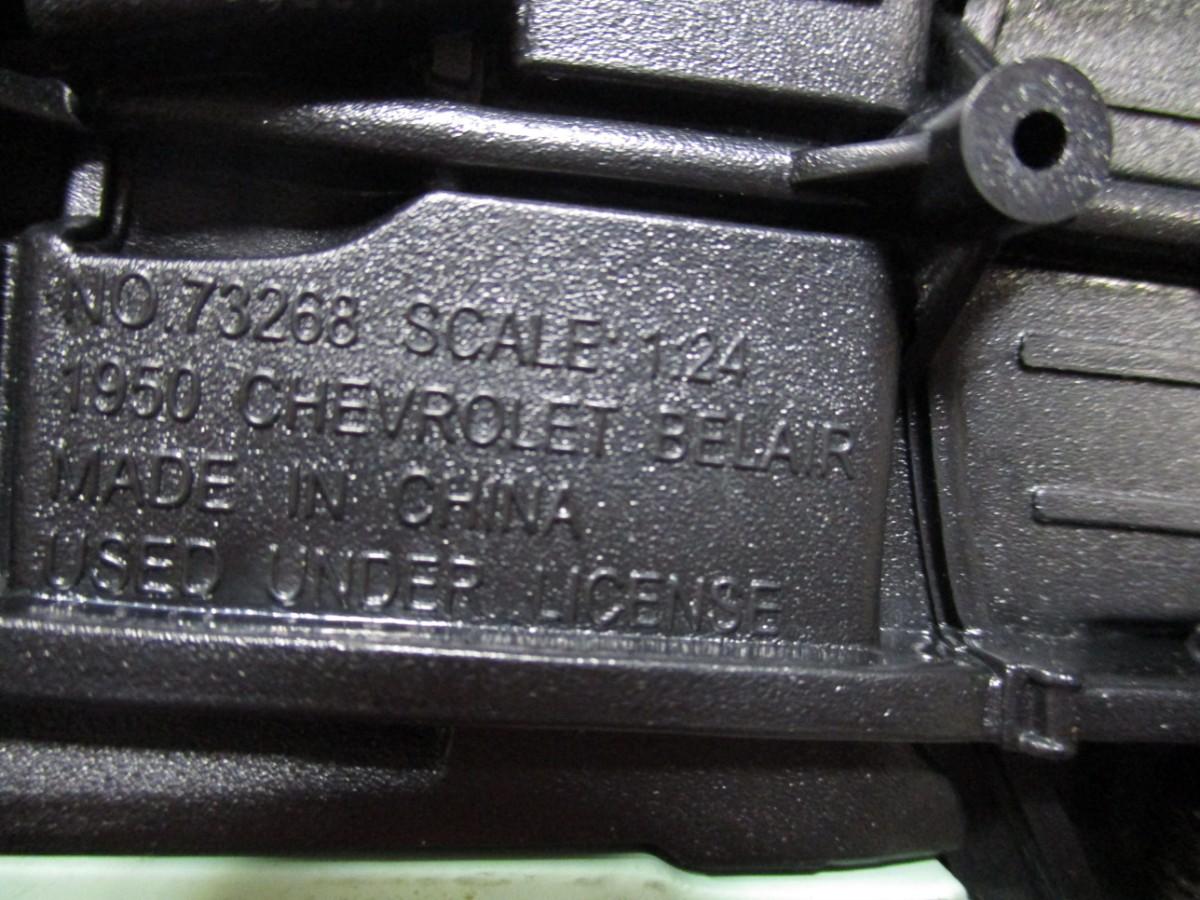 NO.73268 SCALE: 1:24
1950 CHEVROLET BELAIR
MADE IN CHINA
USED UNDER LICENSE